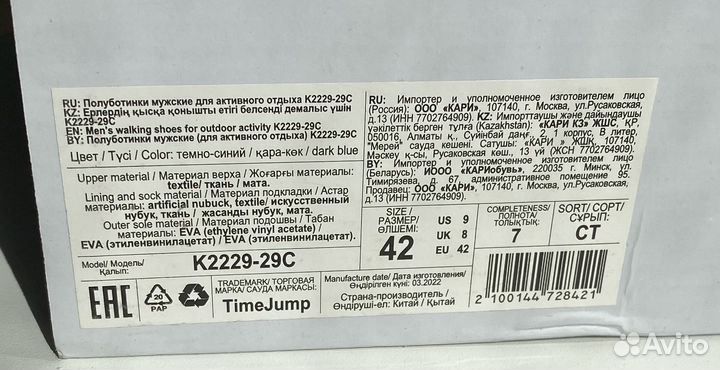 RU: Полуботинки мужские для активного отдыха K2229-29C
KZ: Ерлердің қысқа қонышты етігі белсенді демалыс үшін
K2229-29C
EN: Men's walking shoes for outdoor activity K2229-29C
BY: Полуботинки мужские (для активного отдыха) K2229-29C
Цвет / Түсі / Color: темно-синий / қара-көк / dark blue
Upper material / Материал верха / Жоғарғы материал:
textile/ ткань / мата.
Lining and sock material / Материал подкладки / Астар
материал: artificial nubuck, textile/ искусственный
нубук, ткань / жасанды нубук, мата.
Outer sole material / Материал подошвы / Табан
материалы: EVA (ethylene vinyl acetate) /
EVA (этиленвинилацетат) / EVA (этиленвинилацетат)
Model/ Модель/
Қалып:
K2229-29C
EAC
20
PAP
TRADEMARK/ ТОРГОВАЯ
МАРКА/ САУДА МАРКАСЫ:
TimeJump
RU: Импортер и уполномоченное изготовителем лицо
(Россия): ООО «КАРИ», 107140, г. Москва, ул.Русаковская,
д.13 (ИНН 7702764909).
KZ: Импорттаушы және дайындаушы
уәкілеттік берген тұлға (Kazakhstan): «КАРИ КЗ» ЖШС, ҚР,
050016, Алматы қ., Сүйінбай даңғ., 2, 1 корпус, В литер,
"Мерей" сауда кешені. Сатушы: «КАРИ » ЖШҚ, 107140,
Мәскеу қ-сы, Русаковская көш., 13 үй (ЖСН 7702764909).
BY: Импортер и уполномоченное изготовителем лицо
(Беларусь): ИООО «КАРИобувь», 220035 г. Минск, ул.
Тимирязева, д. 67, административное помещение 95.
Продавец: ООО «КАРИ», 107140, г. Москва, ул.Русаковская,
д.13 (ИНН 7702764909)
SIZE /
РАЗМЕР/
ӨЛШЕМІ:
42
US 9
UK 8
EU 42
COMPLETENESS/
ПОЛНОТА/
ТОЛЫҚТЫҚ:
7
SORT/ СОРТ/
СҰРЫП:
СТ
Manufacture date/ Дата изготовления/
Өндірілген күні: 03.2022
Страна-производитель/
Өндіруші-ел: Китай / Қытай
2 100144 728421
Avito